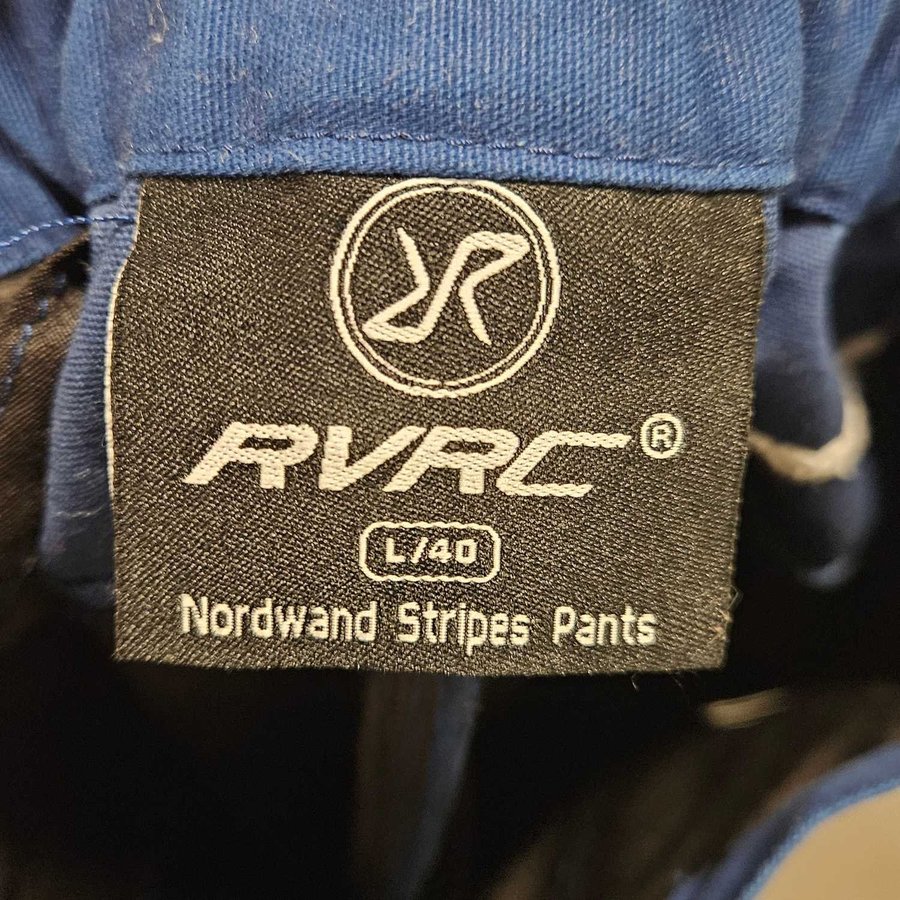 RVRC®
L/40
Nordwand Stripes Pants